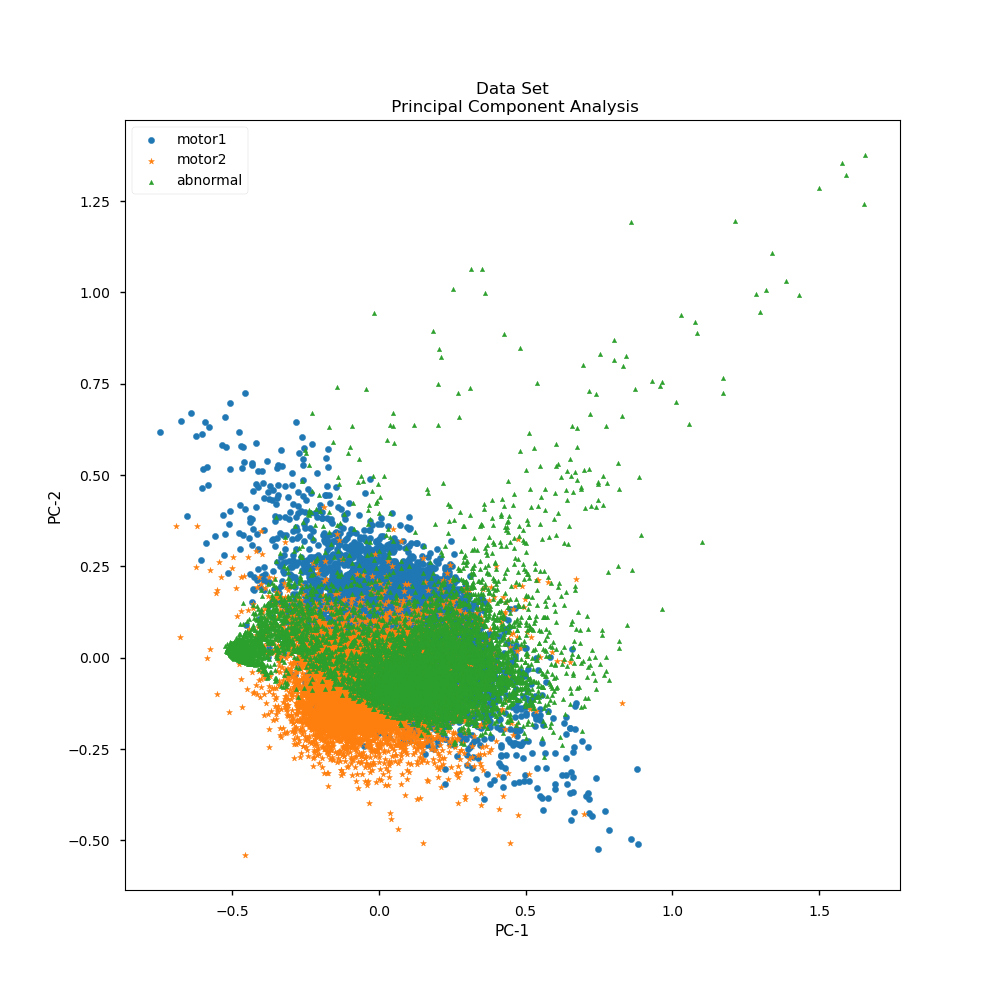 Data Set
Principal Component Analysis
motor1
motor2
abnormal
1.25
1.00
0.75
0.50
0.25
0.00
−0.25
−0.50
PC-2
−0.5
0.0
0.5
1.0
1.5
PC-1